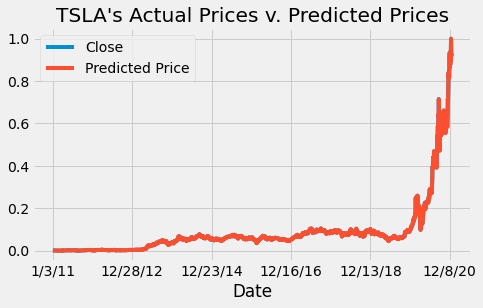 TSLA's Actual Prices v. Predicted Prices
Close
Predicted Price
1.0
0.8
0.6
0.4
0.2
0.0
1/3/11 12/28/12 12/23/14 12/16/16 12/13/18 12/8/20
Date